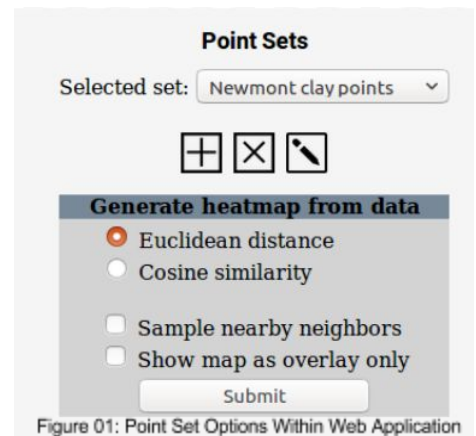 Point Sets
Selected set: Newmont clay points
Generate heatmap from data
Euclidean distance
Cosine similarity
Sample nearby neighbors
Show map as overlay only
Submit
Figure 01: Point Set Options Within Web Application